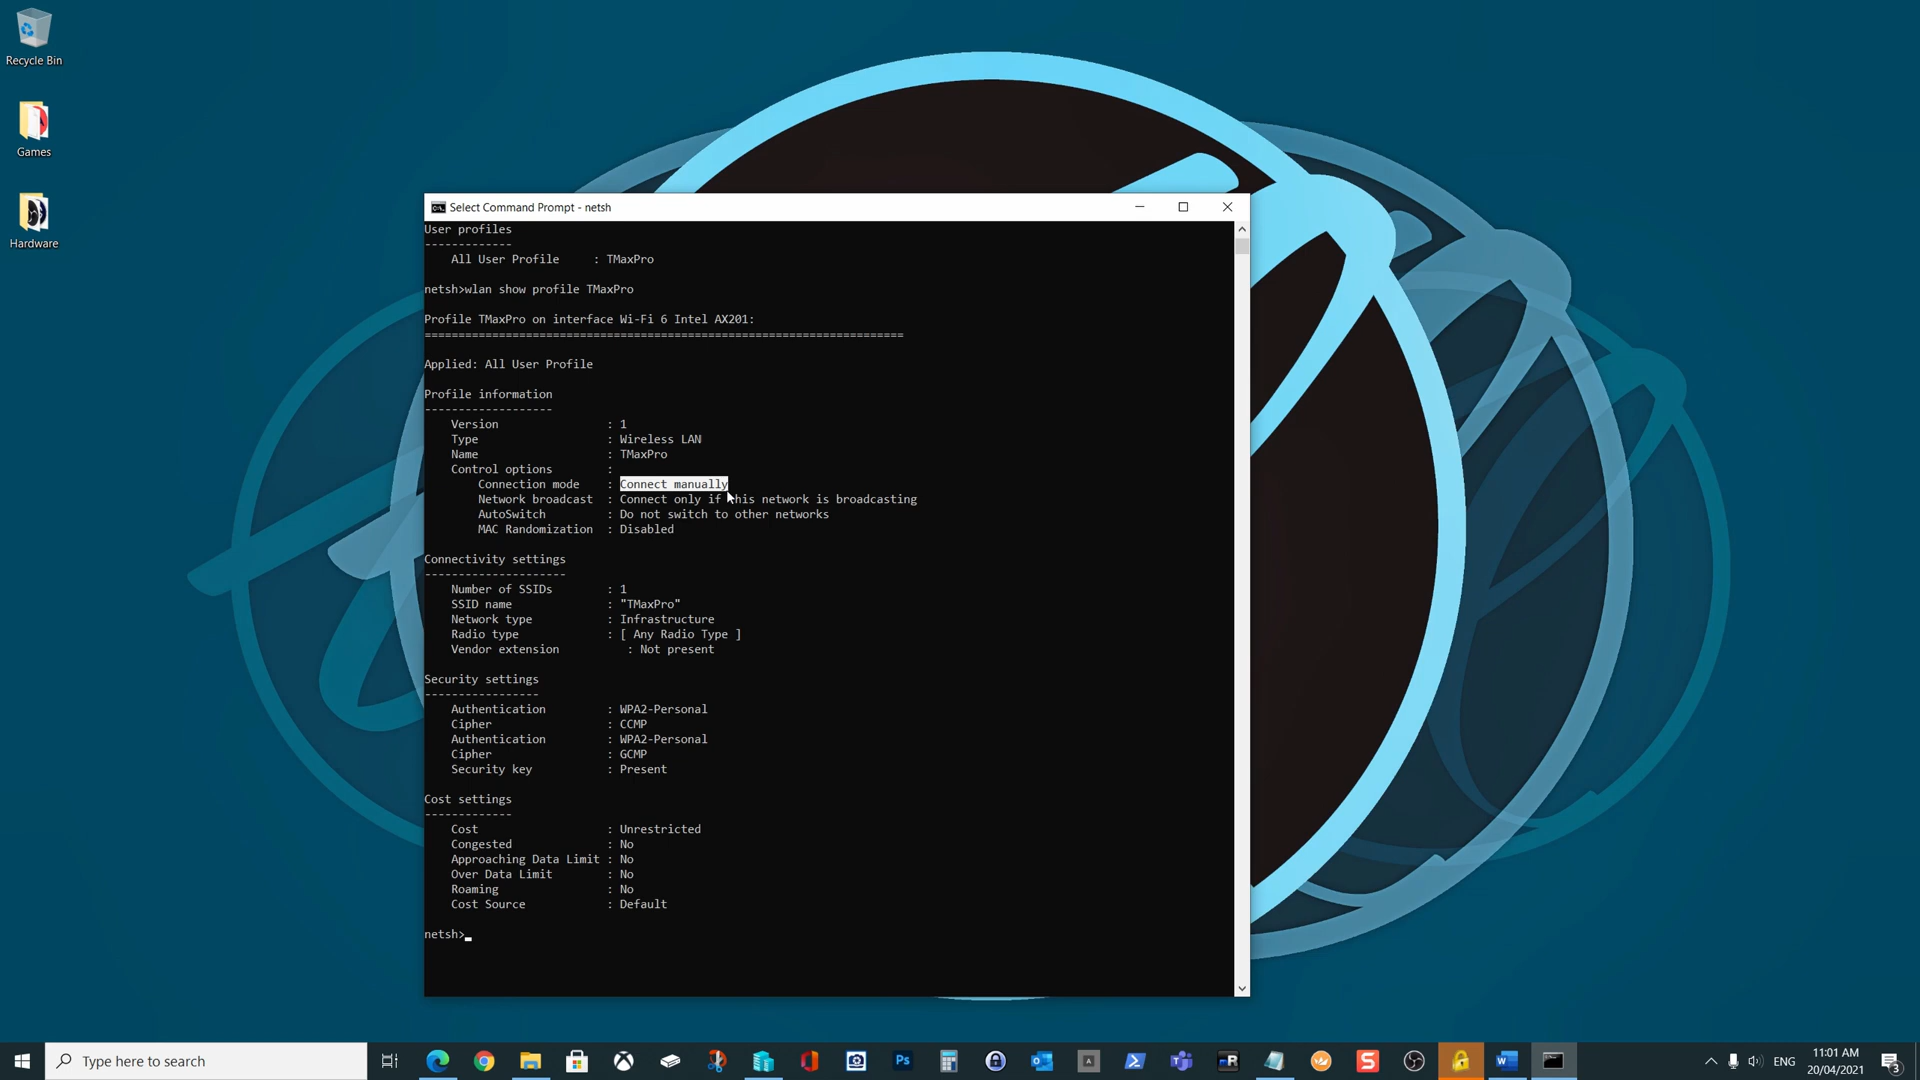 Recycle Bin
Games
Hardware
Select Command Prompt - netsh
User profiles
-------------
All User Profile : TMaxPro
netsh>wlan show profile TMaxPro
Profile TMaxPro on interface Wi-Fi 6 Intel AX201:
=======================================================================
Applied: All User Profile
Profile information
-------------------
Version : 1
Type : Wireless LAN
Name : TMaxPro
Control options :
Connection mode : Connect manually
Network broadcast : Connect only if this network is broadcasting
AutoSwitch : Do not switch to other networks
MAC Randomization : Disabled
Connectivity settings
---------------------
Number of SSIDs : 1
SSID name : "TMaxPro"
Network type : Infrastructure
Radio type : [ Any Radio Type ]
Vendor extension : Not present
Security settings
-----------------
Authentication : WPA2-Personal
Cipher : CCMP
Authentication : WPA2-Personal
Cipher : GCMP
Security key : Present
Cost settings
-------------
Cost : Unrestricted
Congested : No
Approaching Data Limit : No
Over Data Limit : No
Roaming : No
Cost Source : Default
netsh>_
Type here to search
Ps
ENG
11:01 AM
20/04/2021
3